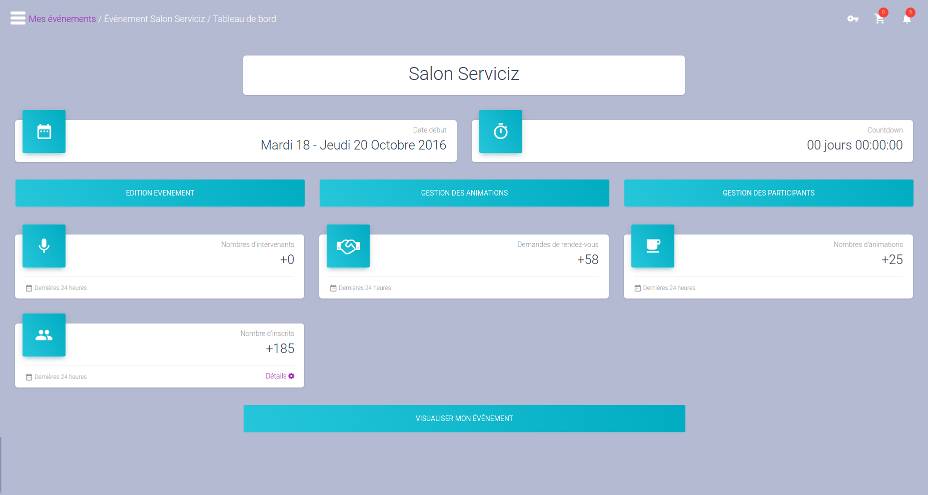 Mes événements / Événement Salon Serviciz / Tableau de bord
0
0
Salon Serviciz
Date début
Mardi 18 - Jeudi 20 Octobre 2016
Countdown
00 jours 00:00:00
EDITION EVENEMENT
GESTION DES ANIMATIONS
GESTION DES PARTICIPANTS
Nombres d'intervenants
+0
Dernières 24 heures
Demandes de rendez-vous
+58
Dernières 24 heures
Nombres d'animations
+25
Dernières 24 heures
Nombre d'inscrits
+185
Dernières 24 heures
Détails
VISUALISER MON ÉVÉNEMENT